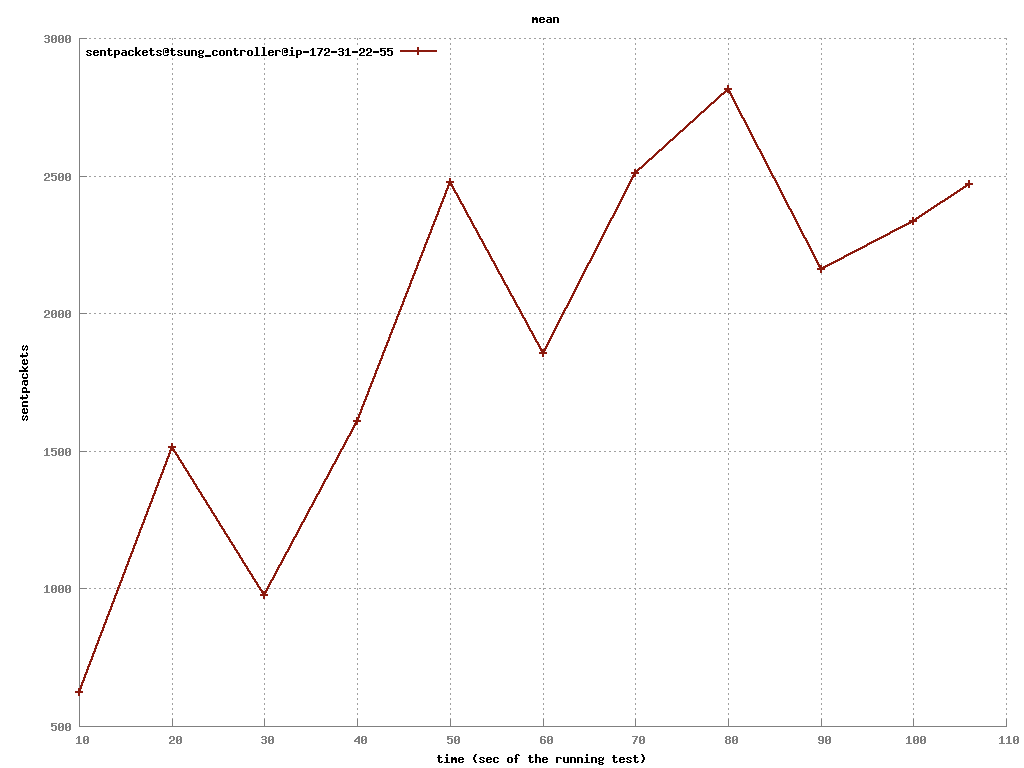 mean
3000
sentpackets@tsung_controller@ip-172-31-22-55
2500
2000
sentpackets
1500
1000
500
10 20 30 40 50 60 70 80 90 100 110
time (sec of the running test)